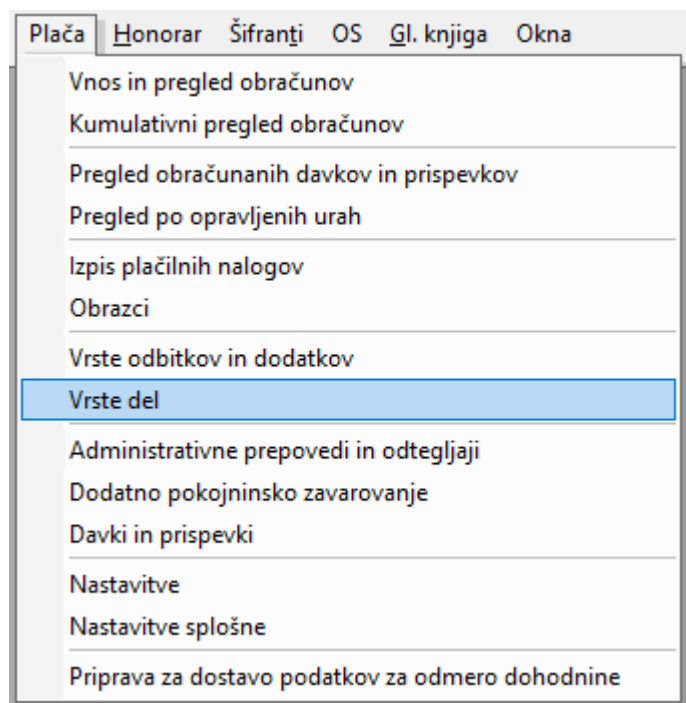 Plača Honorar Šifranti OS Gl. knjiga Okna
Vnos in pregled obračunov
Kumulativni pregled obračunov
Pregled obračunanih davkov in prispevkov
Pregled po opravljenih urah
Izpis plačilnih nalogov
Obrazci
Vrste odbitkov in dodatkov
Vrste del
Administrativne prepovedi in odtegljaji
Dodatno pokojninsko zavarovanje
Davki in prispevki
Nastavitve
Nastavitve splošne
Priprava za dostavo podatkov za odmero dohodnine